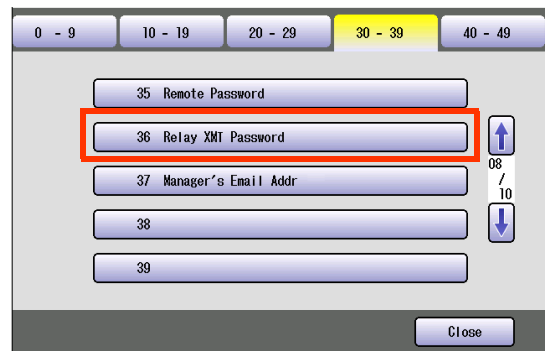 0 - 9
10 - 19
20 - 29
30 - 39
40 - 49
35 Remote Password
36 Relay XMT Password
37 Manager's Email Addr
38
39
08
/
10
Close